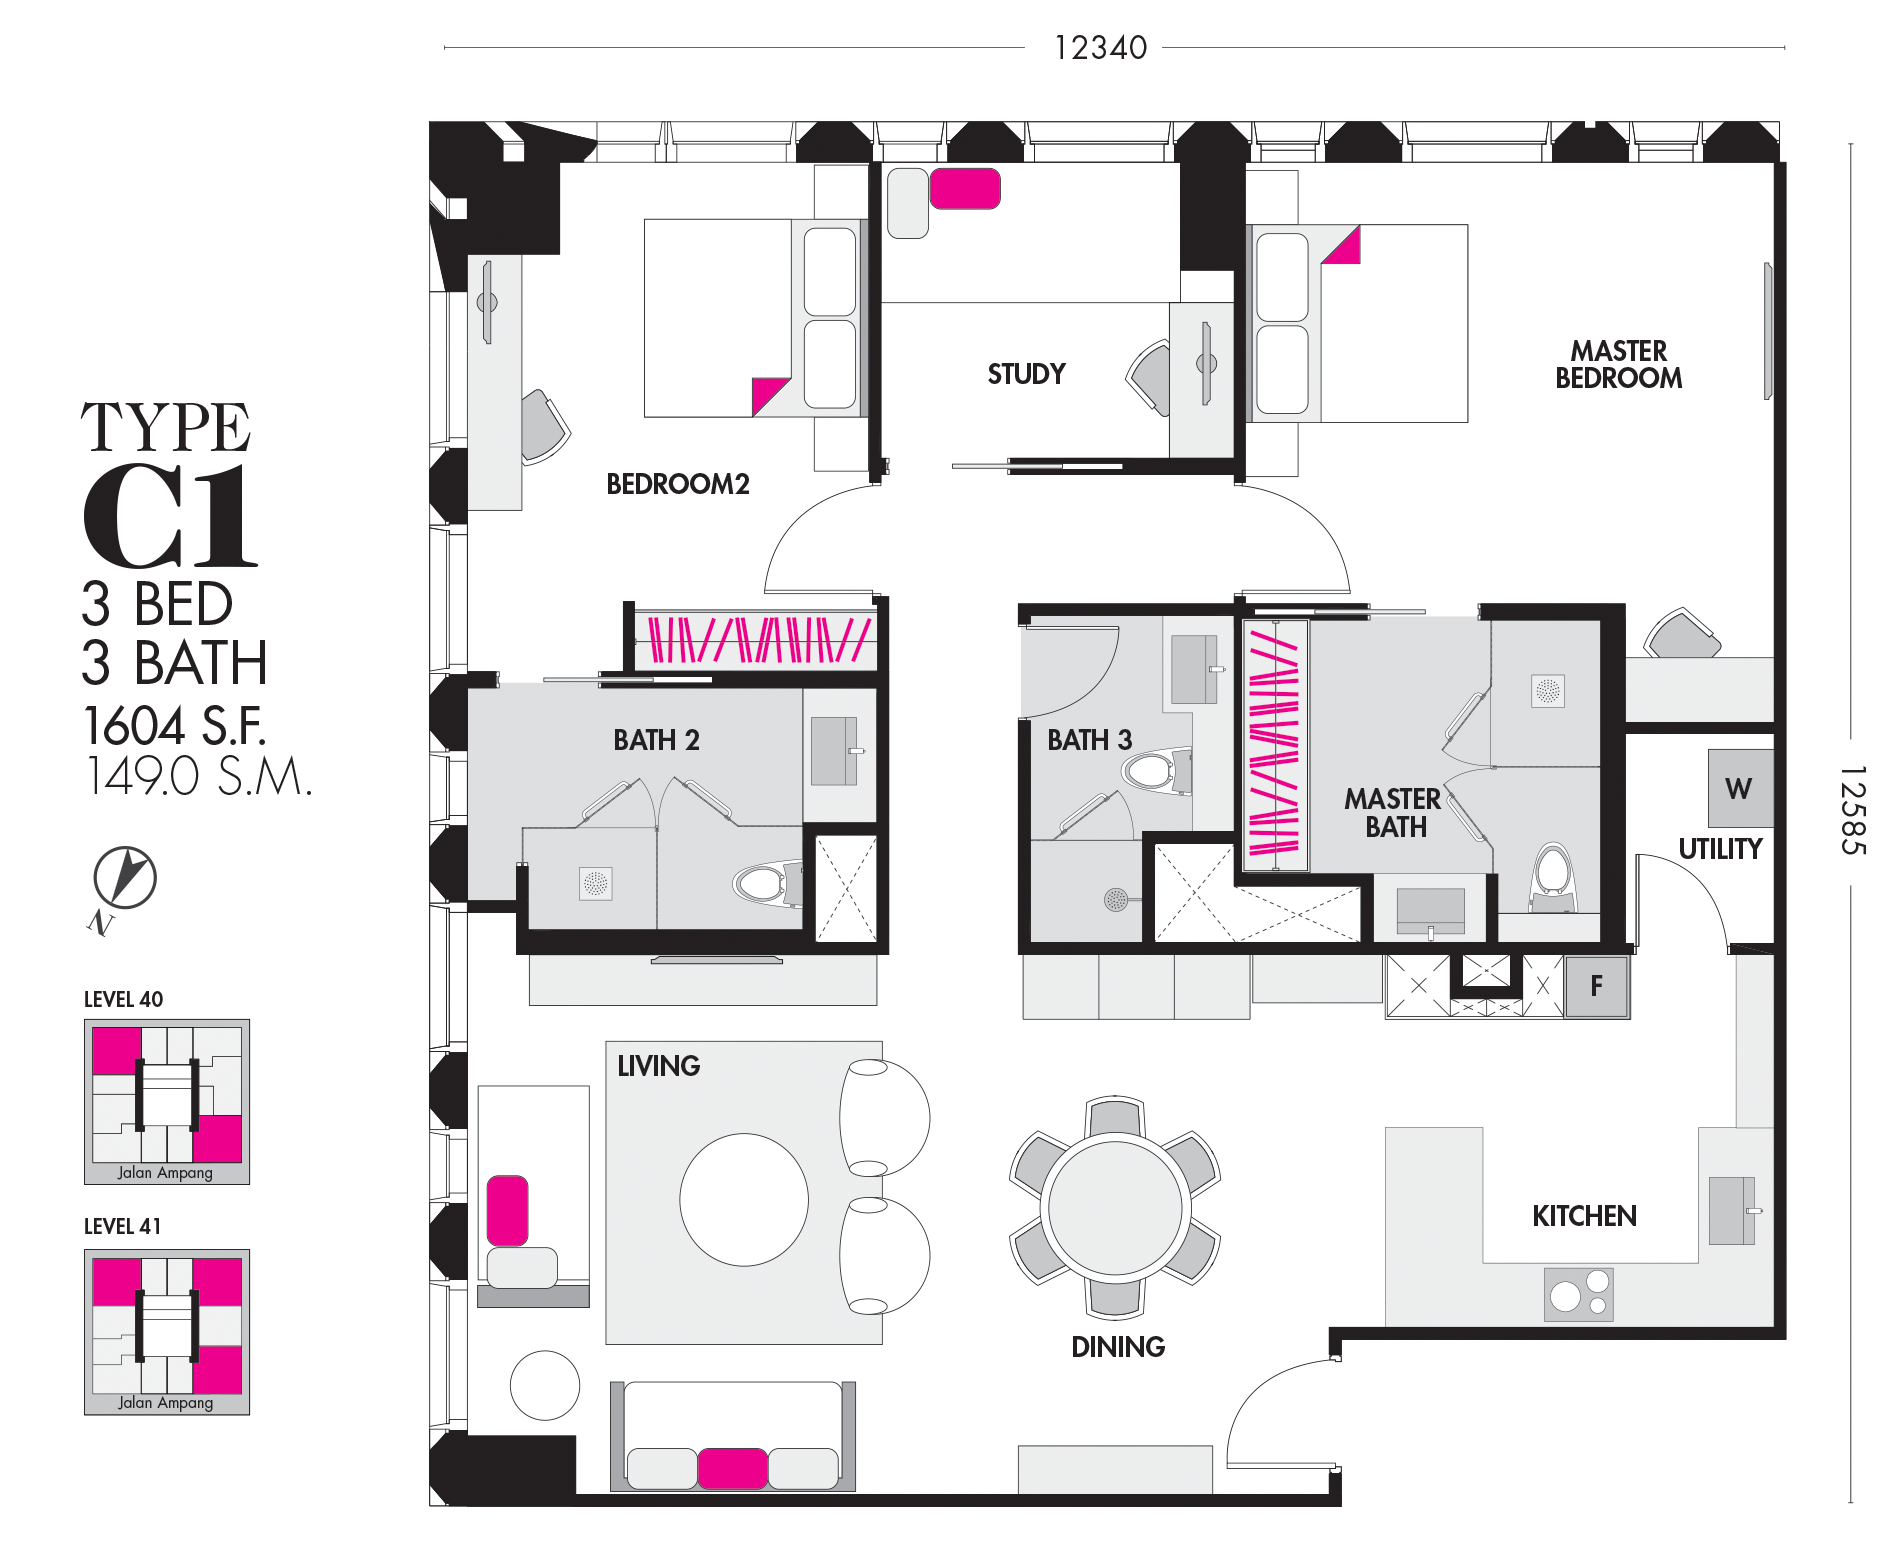 12340
TYPE
C1
3 BED
3 BATH
1604 S.F.
149.0 S.M.
N
LEVEL 40
Jalan Ampang
LEVEL 41
Jalan Ampang
STUDY
MASTER
BEDROOM
BEDROOM2
BATH 2
BATH 3
MASTER
BATH
W
UTILITY
12585
F
LIVING
KITCHEN
DINING